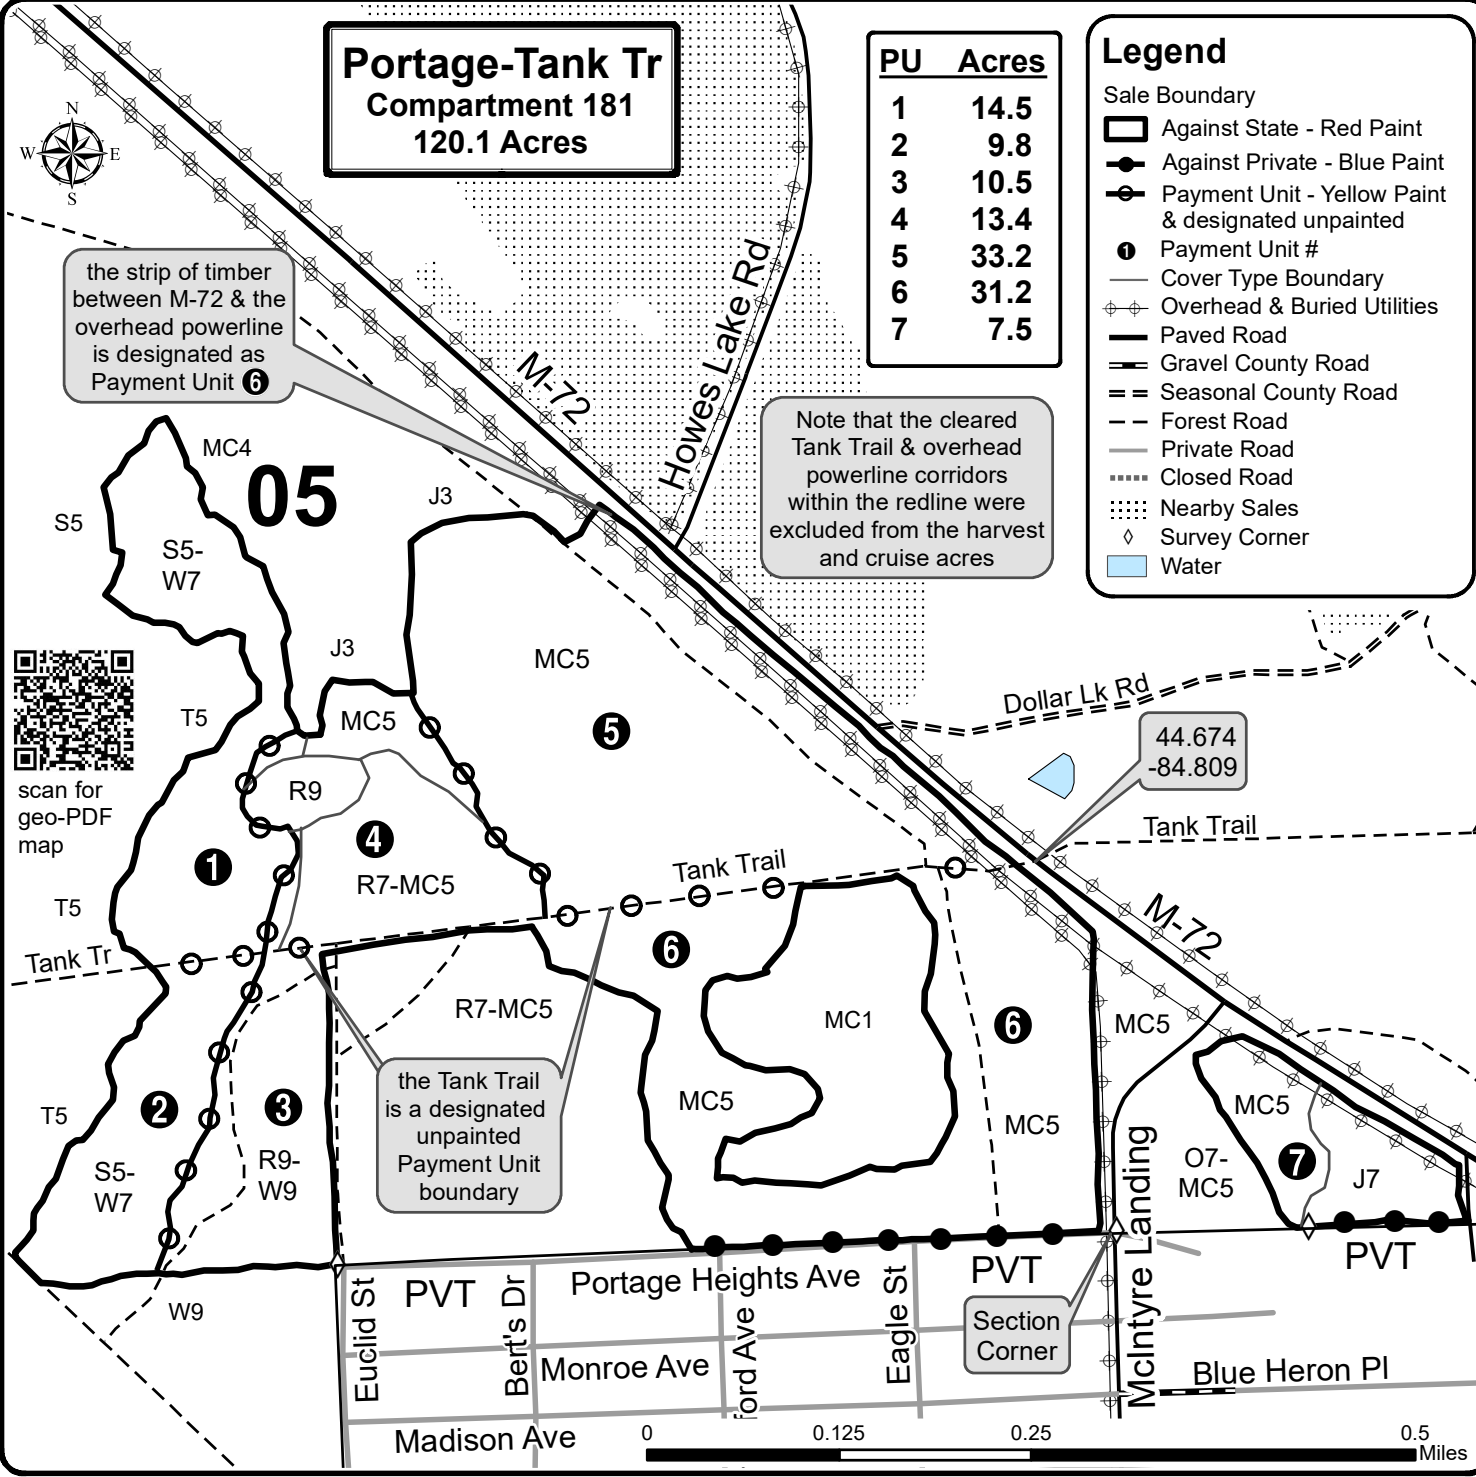 Portage-Tank Tr
Compartment 181
120.1 Acres
PU Acres
1 14.5
2 9.8
3 10.5
4 13.4
5 33.2
6 31.2
7 7.5
Legend
Sale Boundary
Against State - Red Paint
Against Private - Blue Paint
Payment Unit - Yellow Paint
& designated unpainted
1 Payment Unit #
Cover Type Boundary
Overhead & Buried Utilities
Paved Road
Gravel County Road
Seasonal County Road
Forest Road
Private Road
Closed Road
Nearby Sales
Survey Corner
Water
N
W
E
S
the strip of timber
between M-72 & the
overhead powerline
is designated as
Payment Unit 6
M-72
Howes Lake Rd
Note that the cleared
Tank Trail & overhead
powerline corridors
within the redline were
excluded from the harvest
and cruise acres
MC4
05
J3
S5
S5-
W7
J3
MC5
T5
MC5
5
Dollar Lk Rd
44.674
-84.809
scan for
geo-PDF
map
R9
4
1
R7-MC5
Tank Trail
Tank Trail
T5
Tank Tr
6
M-72
R7-MC5
MC1
6
MC5
the Tank Trail
is a designated
unpainted
Payment Unit
boundary
T5
2
3
MC5
MC5
MC5
S5-
W7
R9-
W9
O7-
MC5
7
J7
W9
PVT
Portage Heights Ave
PVT
PVT
Euclid St
Bert's Dr
ford Ave
Eagle St
McIntyre Landing
Section
Corner
Monroe Ave
Blue Heron Pl
Madison Ave
0 0.125 0.25 0.5
Miles